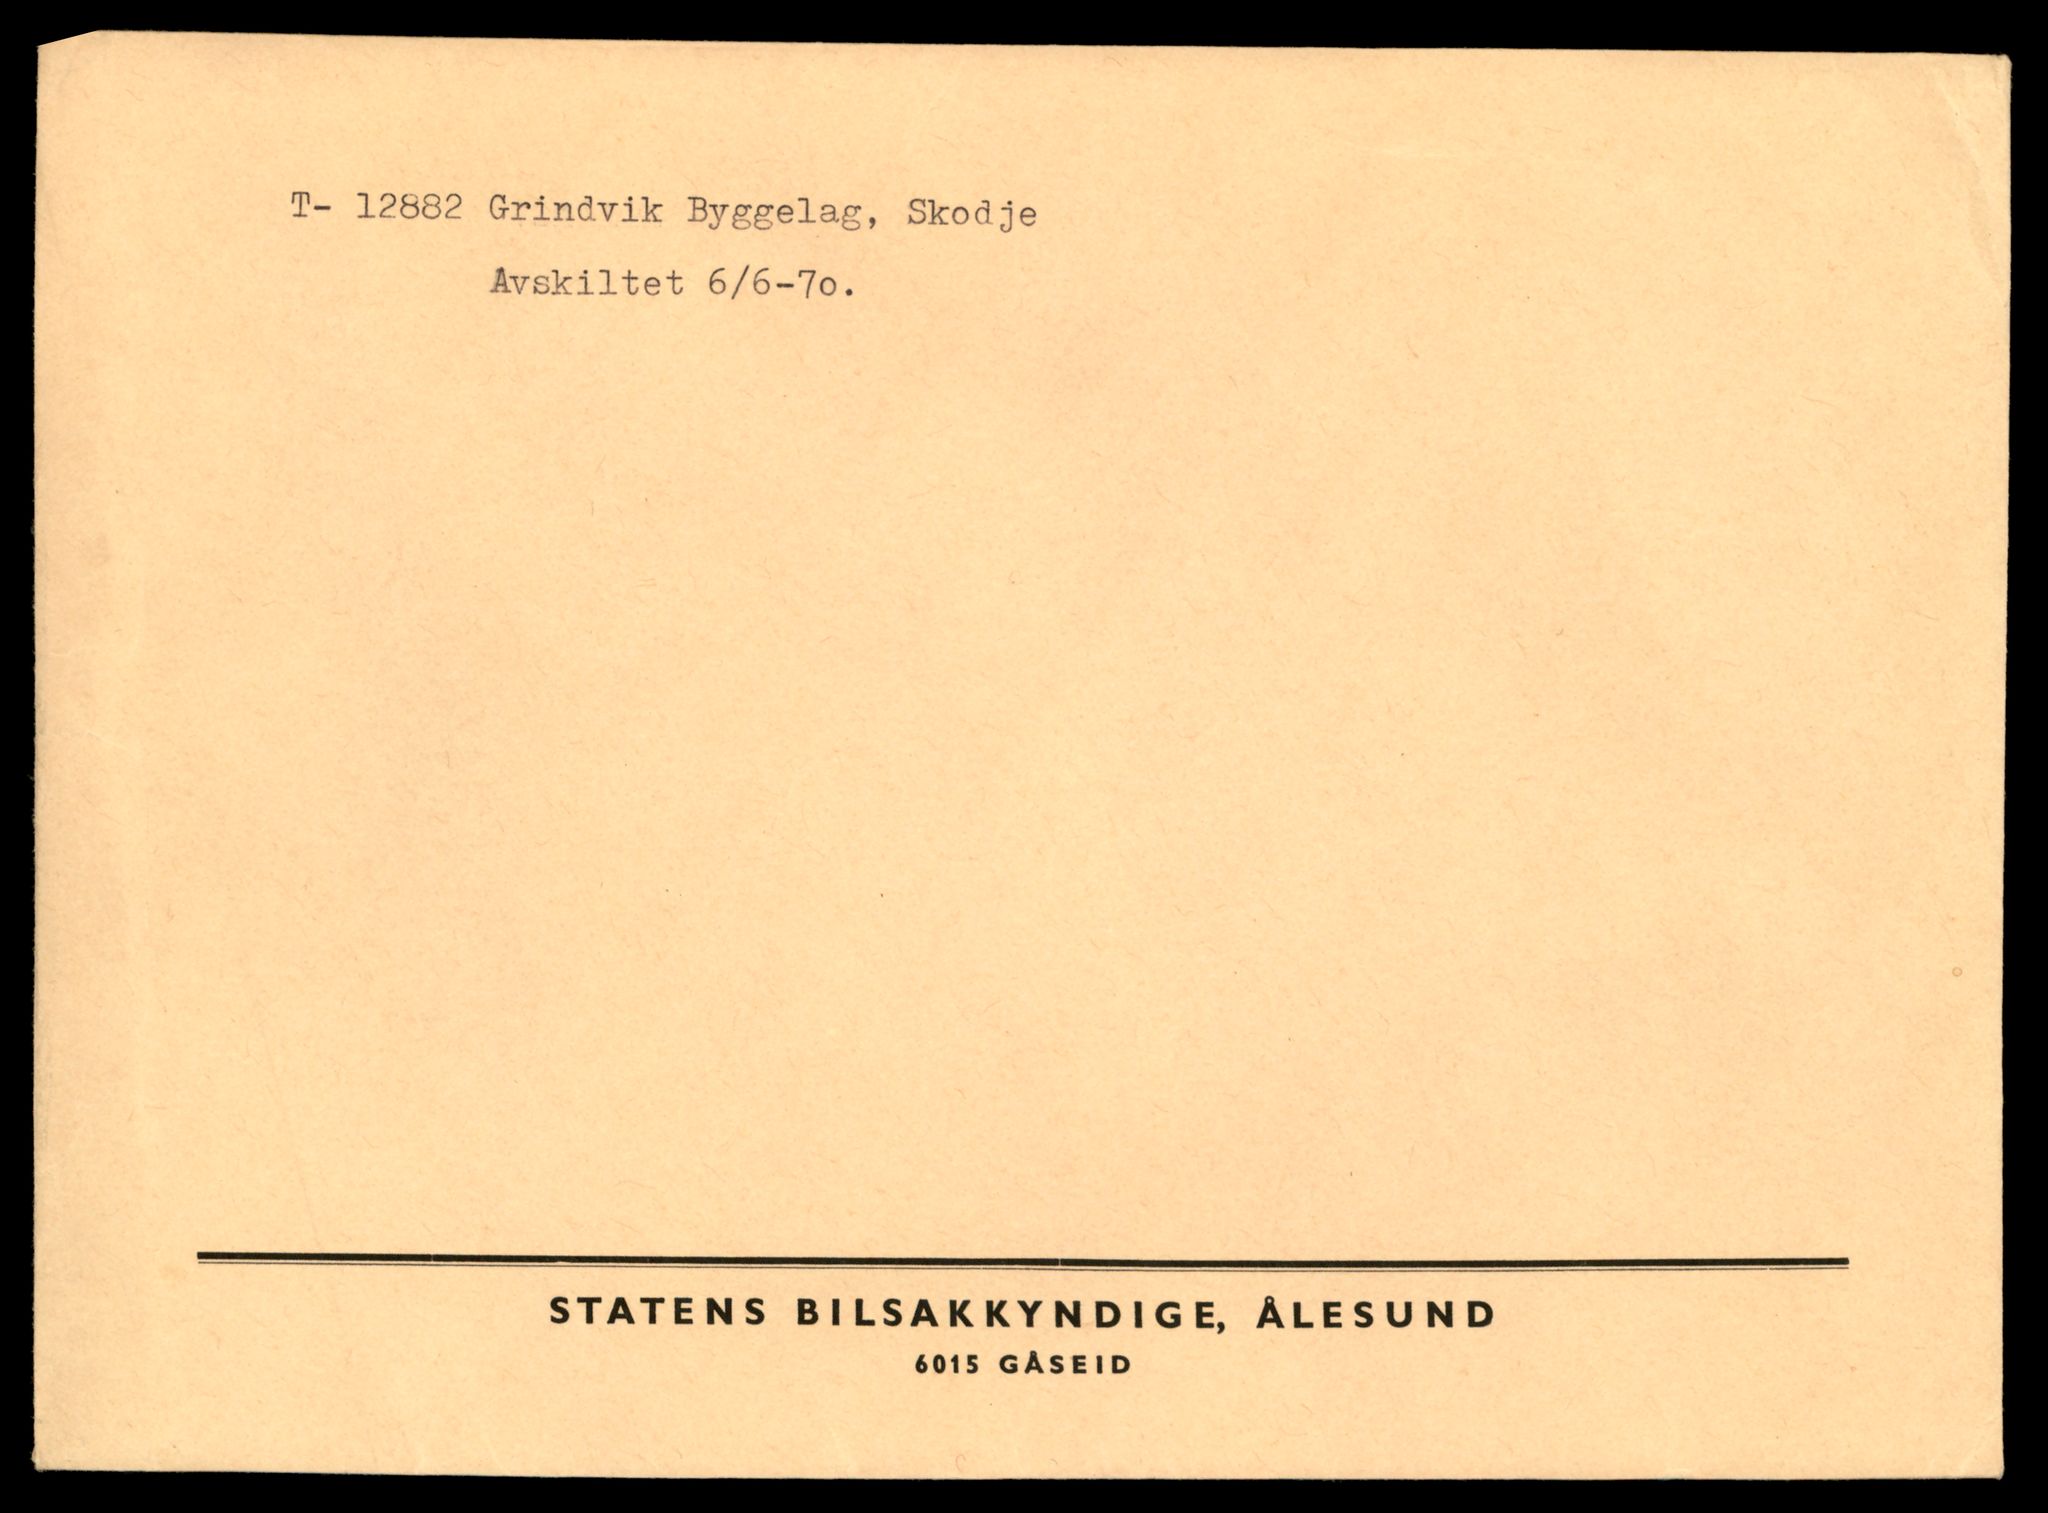 T- 12882 Grindvik Byggelag, Skodje
Avskiltet 6/6-7o.
STATENS BILSAKKYNDIGE, ÅLESUND
6015 GÅSEID